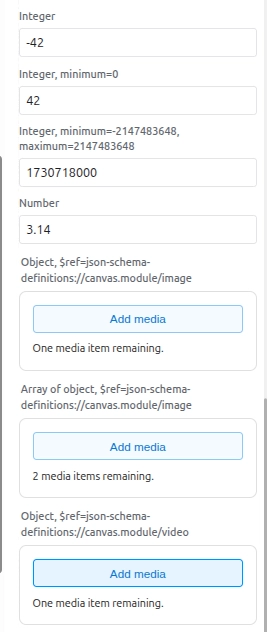 Integer
-42
Integer, minimum=0
42
Integer, minimum=-2147483648,
maximum=2147483648
1730718000
Number
3.14
Object, $ref=json-schema-
definitions://canvas.module/image
Add media
One media item remaining.
Array of object, $ref=json-schema-
definitions://canvas.module/image
Add media
2 media items remaining.
Object, $ref=json-schema-
definitions://canvas.module/video
Add media
One media item remaining.